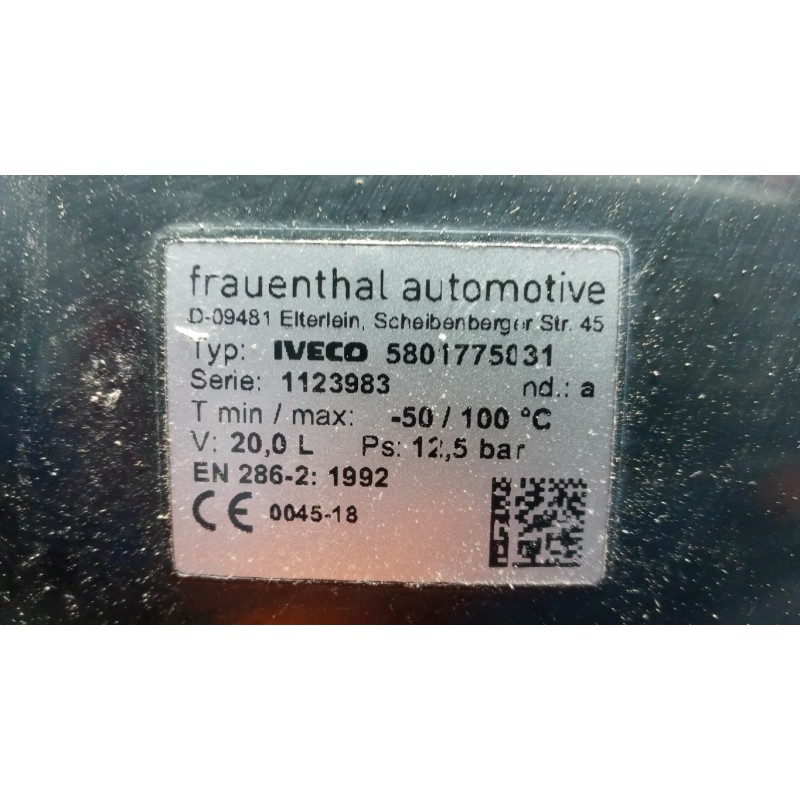 frauenthal automotive
D-09481 Elterlein, Scheibenberger Str. 45
Typ: IVECO 5801775031
Serie: 1123983 nd.: a
T min / max: -50 / 100 °C
V: 20,0 L Ps: 12,5 bar
EN 286-2: 1992
CE 0045-18